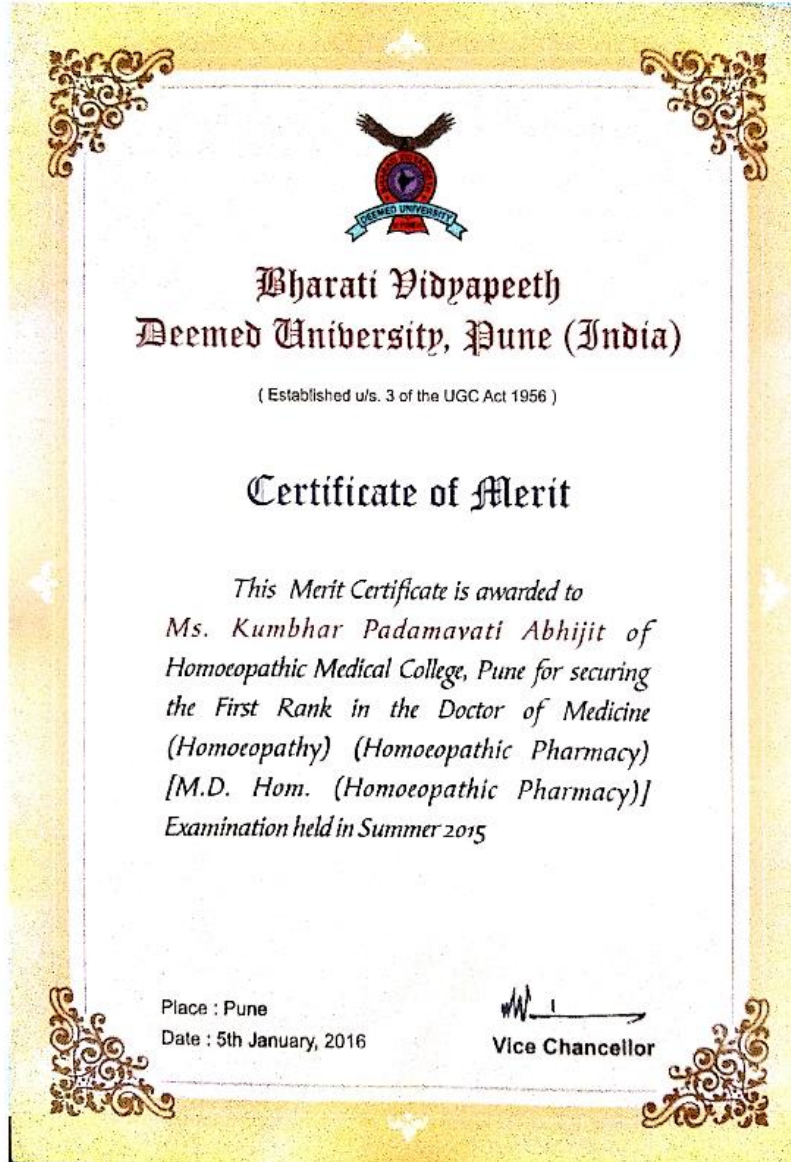 DEEMED UNIVERSITY
Bharati Vidyapeeth
Deemed University, Pune (India)
( Established u/s. 3 of the UGC Act 1956 )
Certificate of Merit
This Merit Certificate is awarded to
Ms. Kumbhar Padamavati Abhijit of
Homoeopathic Medical College, Pune for securing
the First Rank in the Doctor of Medicine
(Homoeopathy) (Homoeopathic Pharmacy)
[M.D. Hom. (Homoeopathic Pharmacy)]
Examination held in Summer 2015
Place : Pune
Date : 5th January, 2016
Vice Chancellor